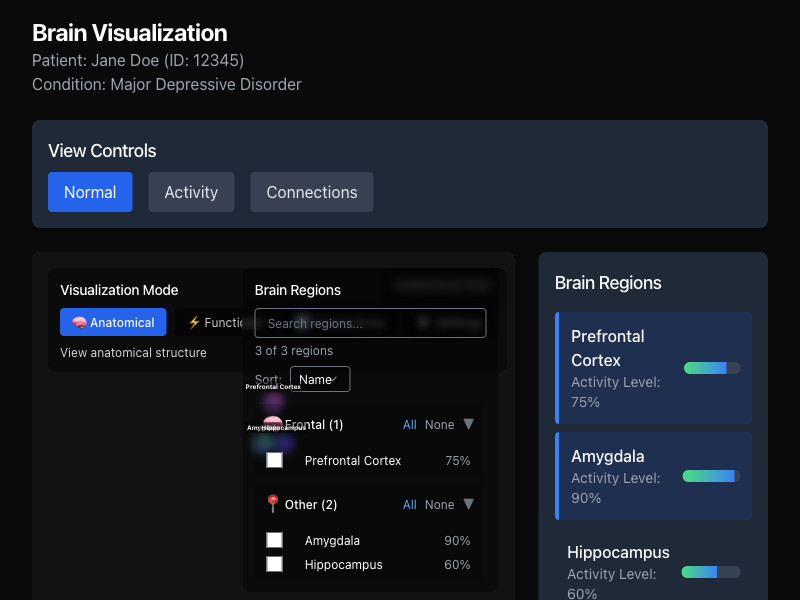 Brain Visualization
Patient: Jane Doe (ID: 12345)
Condition: Major Depressive Disorder
View Controls
Normal
Activity
Connections
Visualization Mode
Anatomical
⚡ Functio
View anatomical structure
Brain Regions
Search regions...
3 of 3 regions
Sort:
Name
Prefrontal Cortex
Frontal (1)
All
None
Hippocampus
Prefrontal Cortex
75%
Other (2)
All
None
Amygdala
90%
Hippocampus
60%
Brain Regions
Prefrontal
Cortex
Activity Level:
75%
Amygdala
Activity Level:
90%
Hippocampus
Activity Level:
60%